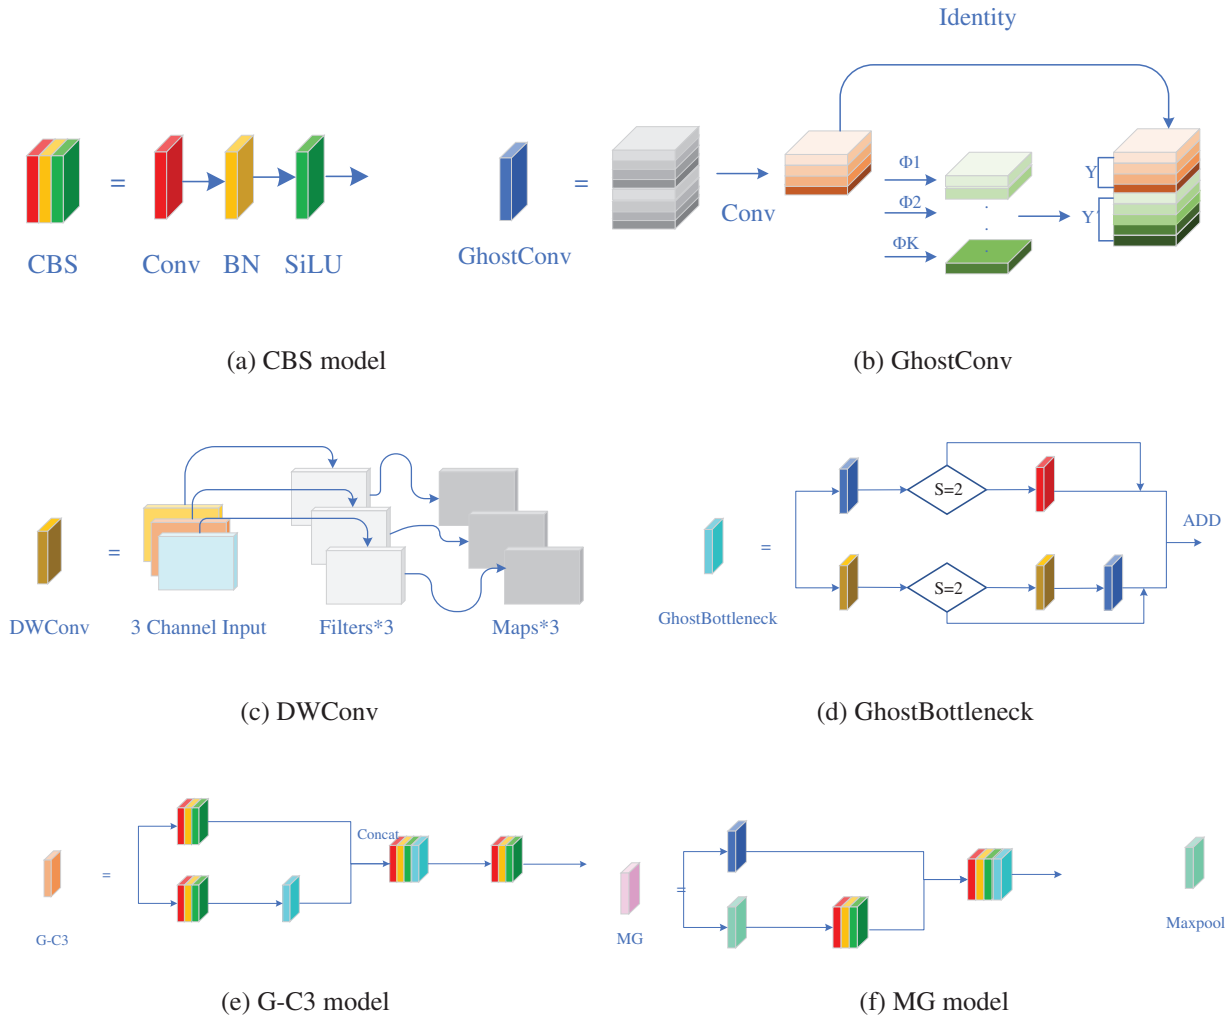 Identity
CBS
=
Conv
BN
SiLU
GhostConv
=
Conv
Φ1
Φ2
ΦK
.
.
.
Y
Y'
(a) CBS model
(b) GhostConv
DWConv
=
3 Channel Input
Filters*3
Maps*3
GhostBottleneck
=
S=2
S=2
ADD
(c) DWConv
(d) GhostBottleneck
G-C3
=
Concat
MG
=
Maxpool
(e) G-C3 model
(f) MG model